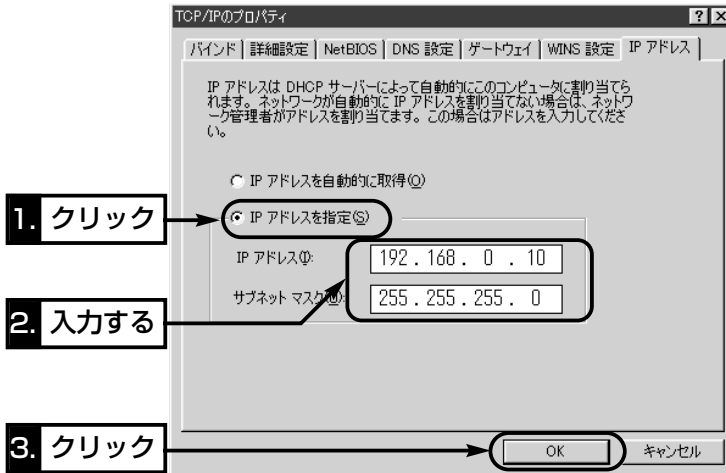 TCP/IPのプロパティ
バインド 詳細設定 NetBIOS DNS 設定 ゲートウェイ WINS 設定 IP アドレス
IP アドレスは DHCP サーバーによって自動的にこのコンピュータに割り当てら
れます。ネットワークが自動的に IP アドレスを割り当てない場合は、ネットワ
ーク管理者がアドレスを割り当てます。この場合はアドレスを入力してくださ
い。
IP アドレスを自動的に取得(O)
1. クリック
IP アドレスを指定(S)
IP アドレス(I):
192 . 168 . 0 . 10
サブネット マスク(U):
255 . 255 . 255 . 0
2. 入力する
3. クリック
OK
キャンセル